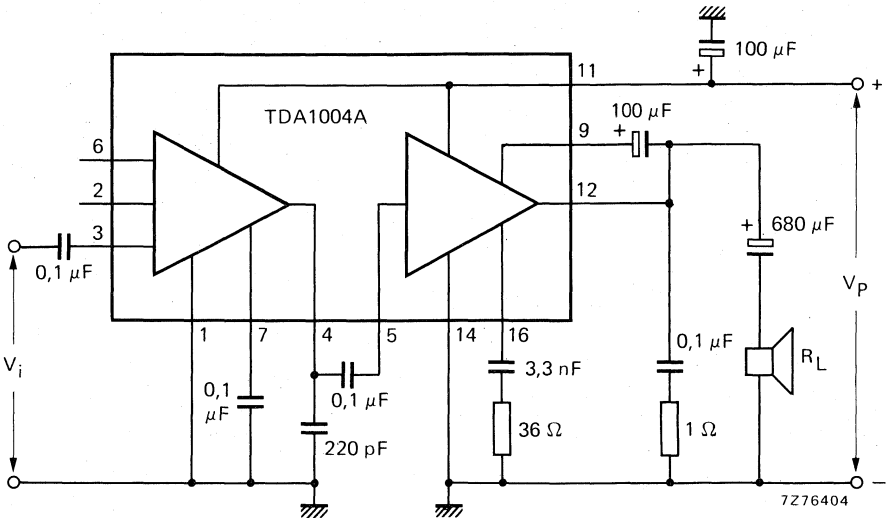 100 μF
+
11
+
TDA1004A
100 μF
+
9
6
12
2
3
+
680 μF
0,1 μF
V_P
1
7
4
5
14
16
V_i
0,1 μF
R_L
0,1
μF
0,1 μF
3,3 nF
220 pF
36 Ω
1 Ω
−
7Z76404